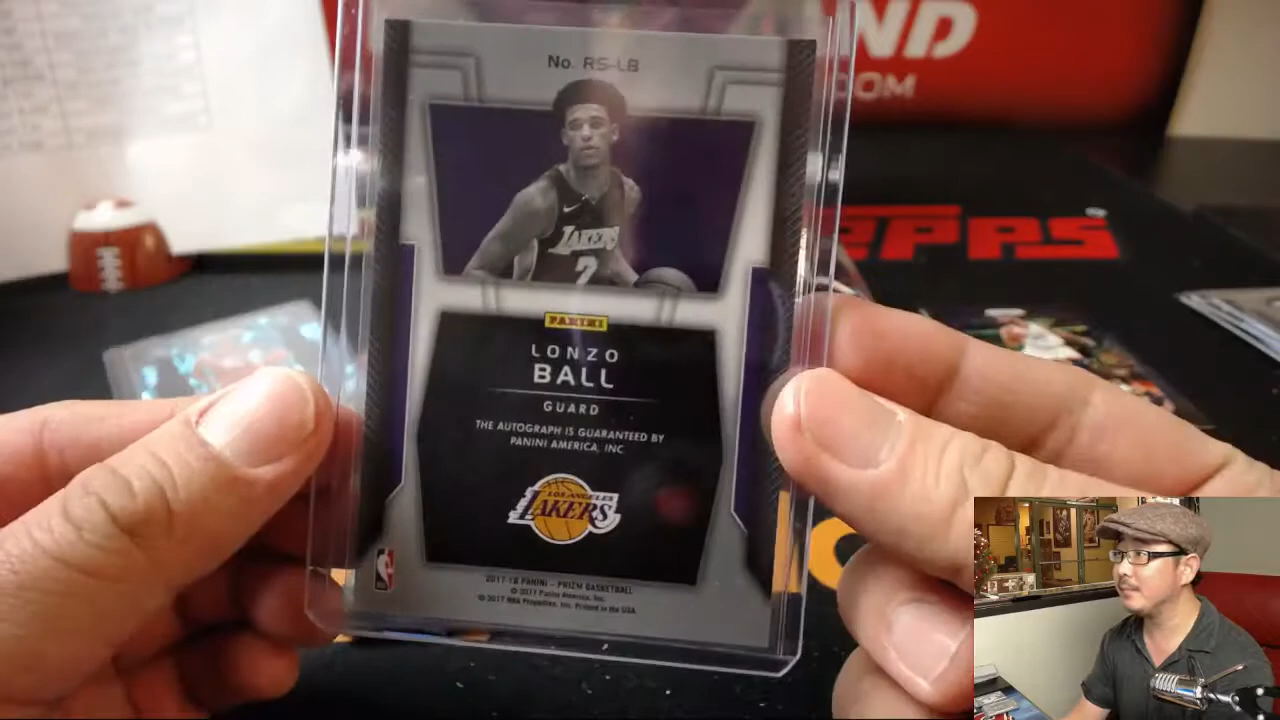 ND
.COM
No. RS-LB
LAKERS
2
PANINI
LONZO
BALL
GUARD
THE AUTOGRAPH IS GUARANTEED BY
PANINI AMERICA, INC
LOS ANGELES
LAKERS
2017-18 PANINI - PRIZM BASKETBALL
© 2017 Panini America, Inc.
© 2017 NBA Properties, Inc. Printed in the USA
TOPPS